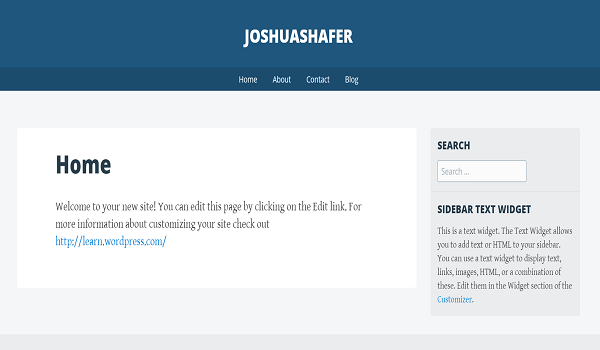 JOSHUASHAFER
Home About Contact Blog
Home
Welcome to your new site! You can edit this page by clicking on the Edit link. For
more information about customizing your site check out
http://learn.wordpress.com/
SEARCH
Search ...
SIDEBAR TEXT WIDGET
This is a text widget. The Text Widget allows
you to add text or HTML to your sidebar.
You can use a text widget to display text,
links, images, HTML, or a combination of
these. Edit them in the Widget section of the
Customizer.